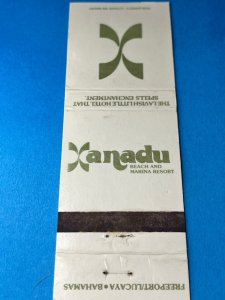 THE LAVISH LITTLE HOTEL THAT
SPELLS ENCHANTMENT.
Xanadu
BEACH AND
MARINA RESORT
FREEPORT/LUCAYA • BAHAMAS